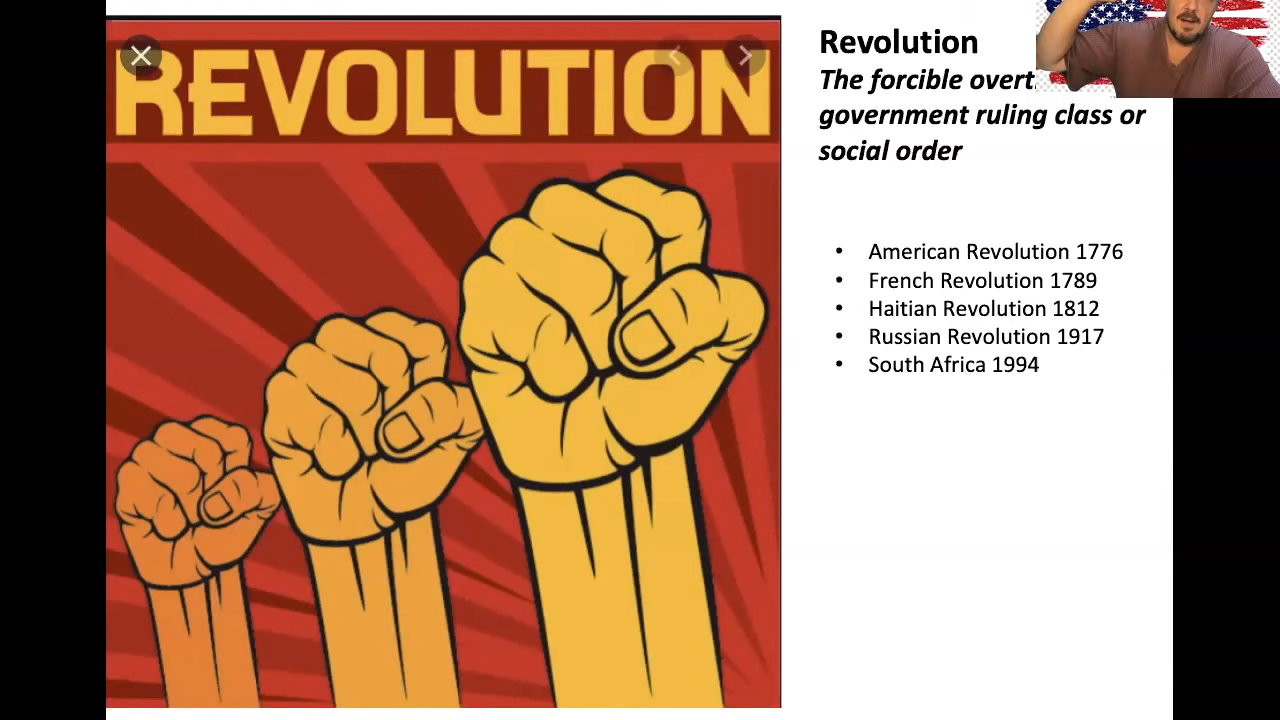 REVOLUTION
Revolution
The forcible
government ruling class or
social order
• American Revolution 1776
• French Revolution 1789
• Haitian Revolution 1812
• Russian Revolution 1917
• South Africa 1994